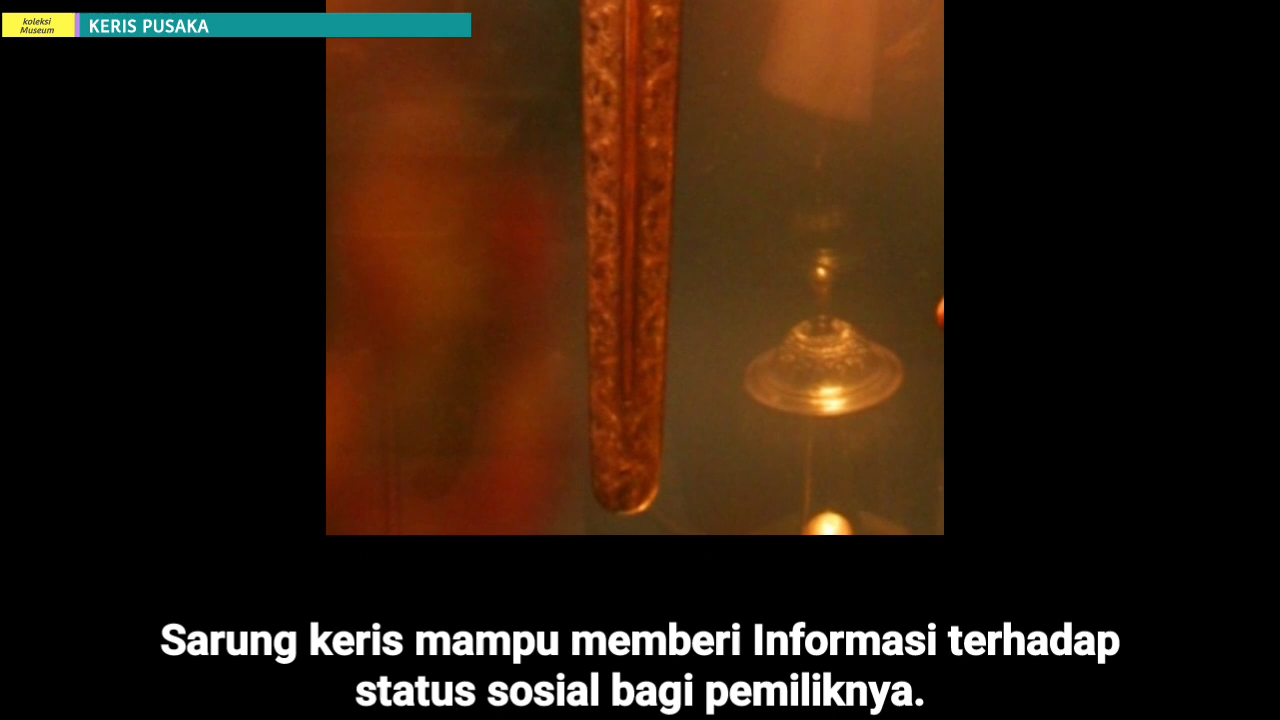 koleksi
Museum
KERIS PUSAKA
Sarung keris mampu memberi Informasi terhadap
status sosial bagi pemiliknya.